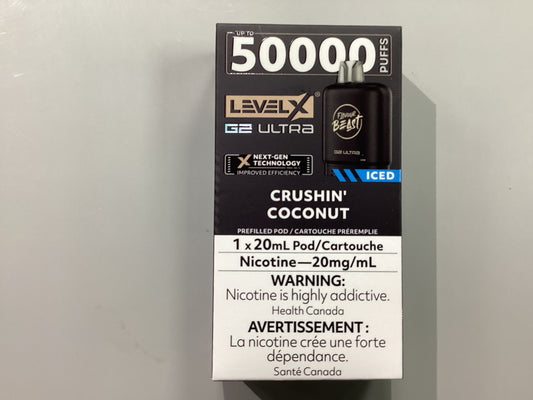 UP TO
50000
PUFFS
LEVEL X®
G2 ULTRA
FLAVOUR
BEAST
G2 ULTRA
X NEXT-GEN
TECHNOLOGY
IMPROVED EFFICIENCY
ICED
CRUSHIN'
COCONUT
PREFILLED POD / CARTOUCHE PRÉREMPLIE
1 x 20mL Pod/Cartouche
Nicotine—20mg/mL
WARNING:
Nicotine is highly addictive.
Health Canada
AVERTISSEMENT :
La nicotine crée une forte
dépendance.
Santé Canada